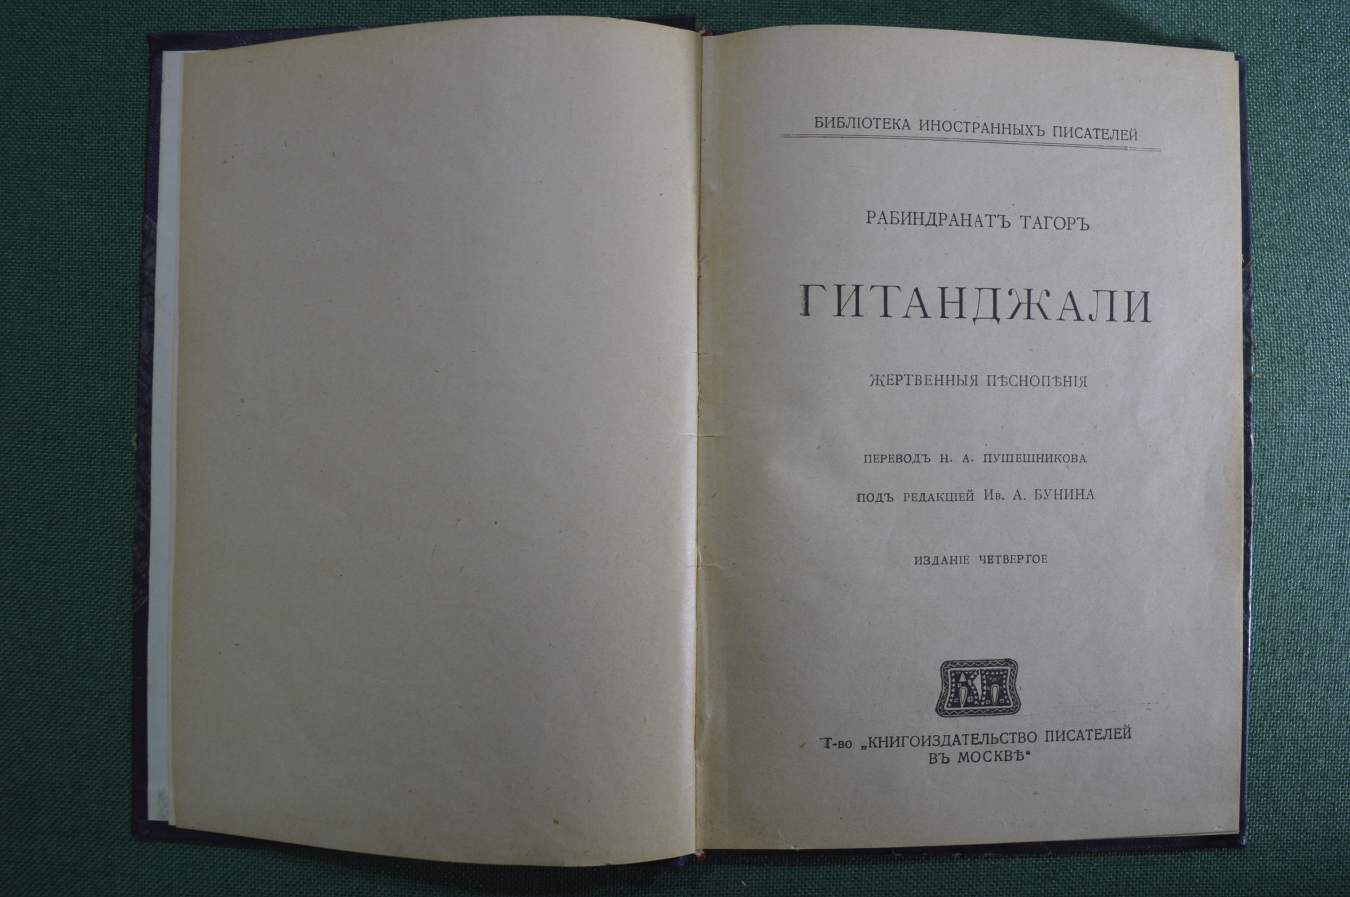 БИБЛІОТЕКА ИНОСТРАННЫХЪ ПИСАТЕЛЕЙ
РАБИНДРАНАТЪ ТАГОРЪ
ГИТАНДЖАЛИ
ЖЕРТВЕННЫЯ ПѢСНОПѢНІЯ
ПЕРЕВОДЪ Н. А. ПУШЕШНИКОВА
ПОДЪ РЕДАКЦІЕЙ Ив. А. БУНИНА
ИЗДАНІЕ ЧЕТВЕРТОЕ
КП
Т-во „КНИГОИЗДАТЕЛЬСТВО ПИСАТЕЛЕЙ
ВЪ МОСКВѢ“